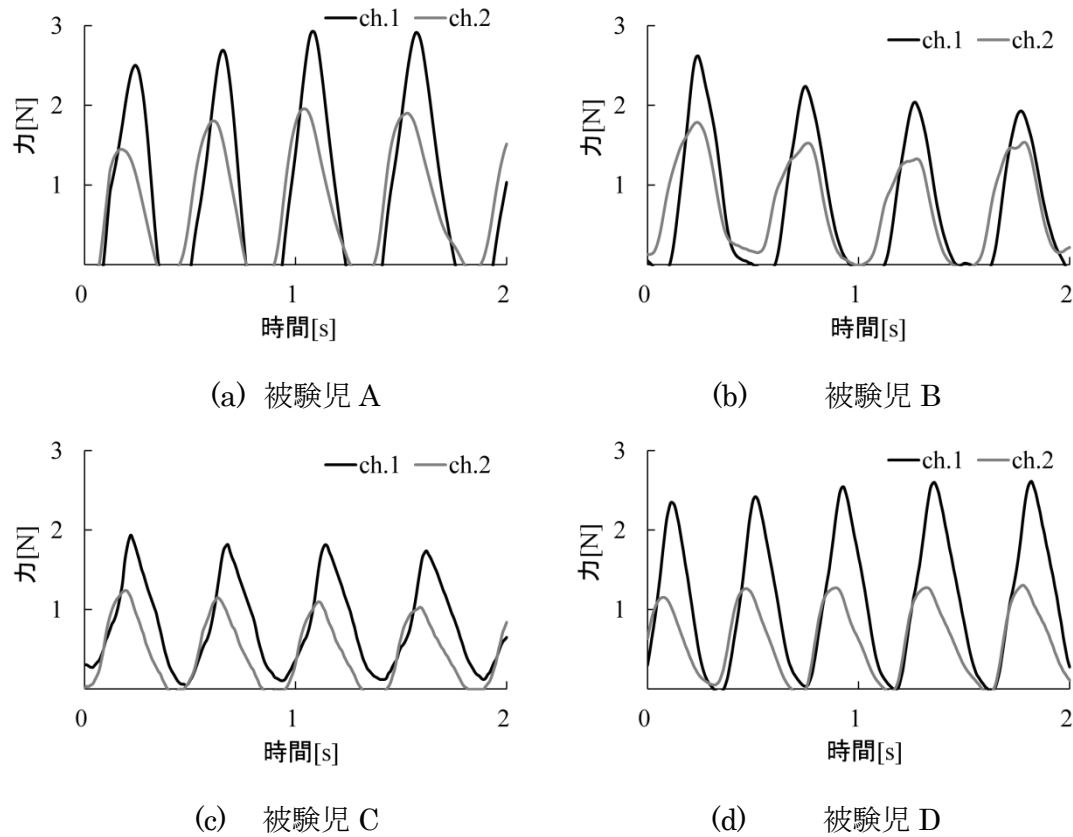 3 ch.1 ch.2
2
力[N]
1
0 1 2
時間[s]
(a) 被験児 A
3 ch.1 ch.2
2
力[N]
1
0 1 2
時間[s]
(b) 被験児 B
3 ch.1 ch.2
2
力[N]
1
0 1 2
時間[s]
(c) 被験児 C
3 ch.1 ch.2
2
力[N]
1
0 1 2
時間[s]
(d) 被験児 D